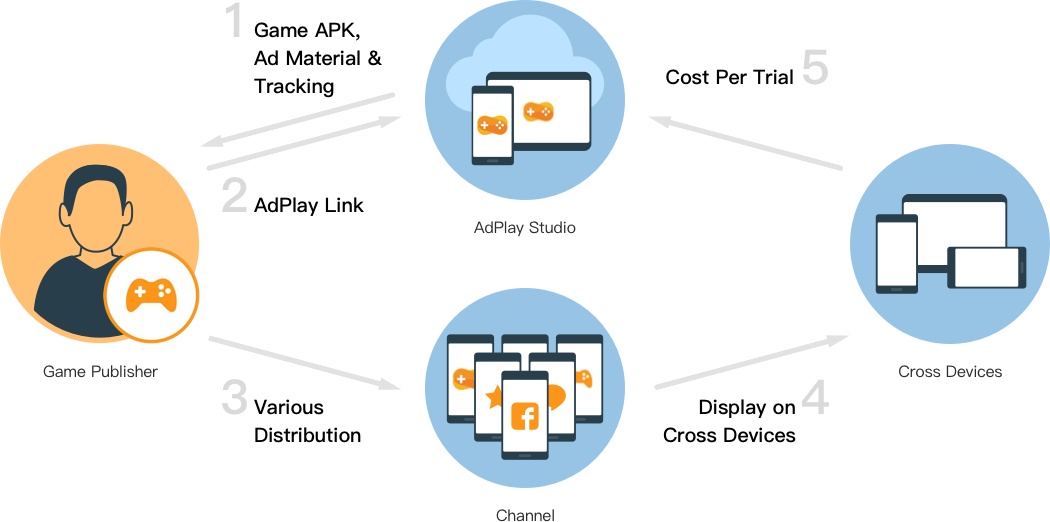 1
Game APK,
Ad Material &
Tracking
2
AdPlay Link
AdPlay Studio
Cost Per Trial
5
Game Publisher
Cross Devices
3
Various
Distribution
Display on
Cross Devices
4
Channel